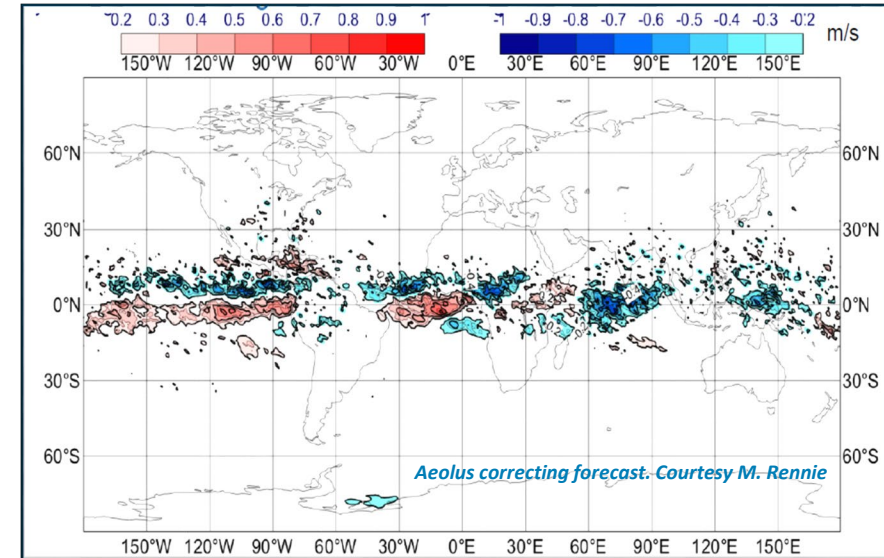 0.2 0.3 0.4 0.5 0.6 0.7 0.8 0.9 1 -1 -0.9 -0.8 -0.7 -0.6 -0.5 -0.4 -0.3 -0.2
m/s
150°W 120°W 90°W 60°W 30W 0°E 30°E 60°E 90°E 120°E 150°E
60°N 60°N
30°N 30°N
0°N 0°N
30°S 30°S
60°S 60°S
Aeolus correcting forecast. Courtesy M. Rennie
150°W 120°W 90°W 60°W 30W 0°E 30°E 60°E 90°E 120°E 150°E